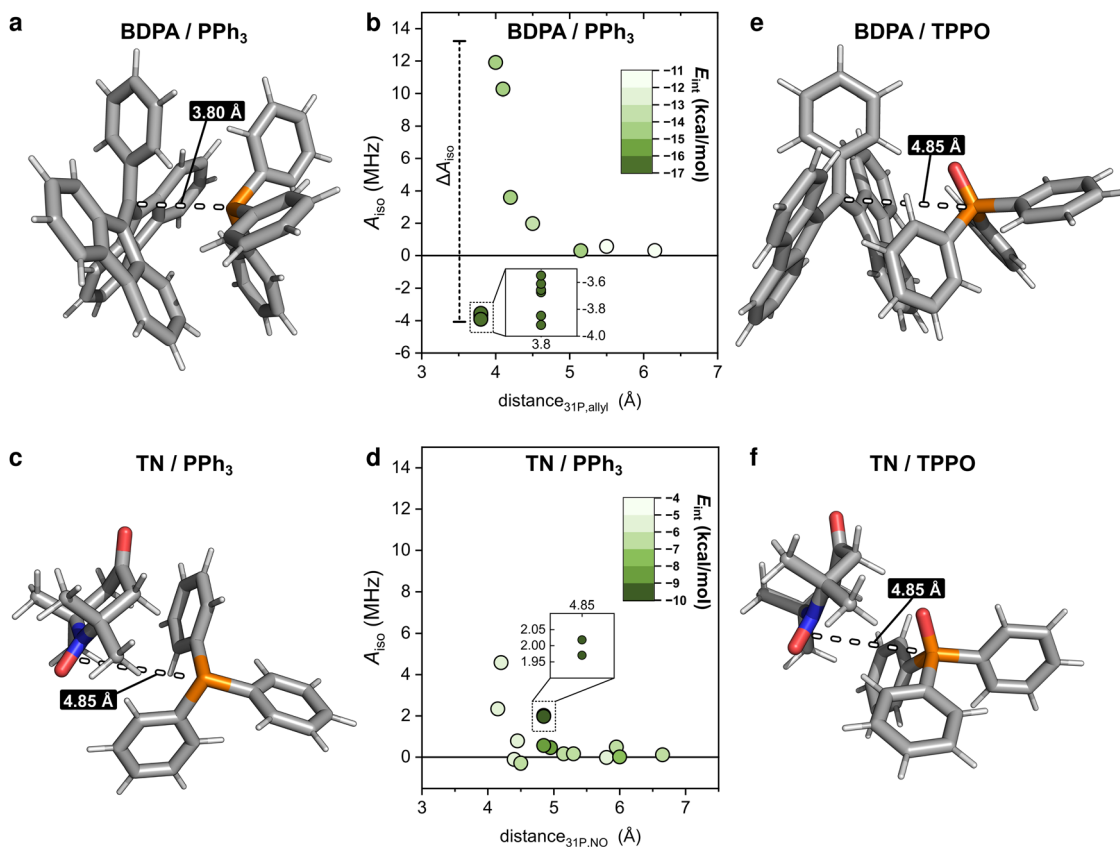 a
BDPA / PPh3
3.80 Å
b
BDPA / PPh3
14
12
10
8
6
4
2
0
-2
-4
-6
Aiso (MHz)
ΔAiso
−11
−12
−13
−14
−15
−16
−17
Eint (kcal/mol)
-3.6
-3.8
-4.0
3.8
3
4
5
6
7
distance31P,allyl (Å)
e
BDPA / TPPO
4.85 Å
c
TN / PPh3
4.85 Å
d
TN / PPh3
14
12
10
8
6
4
2
0
Aiso (MHz)
−4
−5
−6
−7
−8
−9
−10
Eint (kcal/mol)
4.85
2.05
2.00
1.95
3
4
5
6
7
distance31P,NO (Å)
f
TN / TPPO
4.85 Å